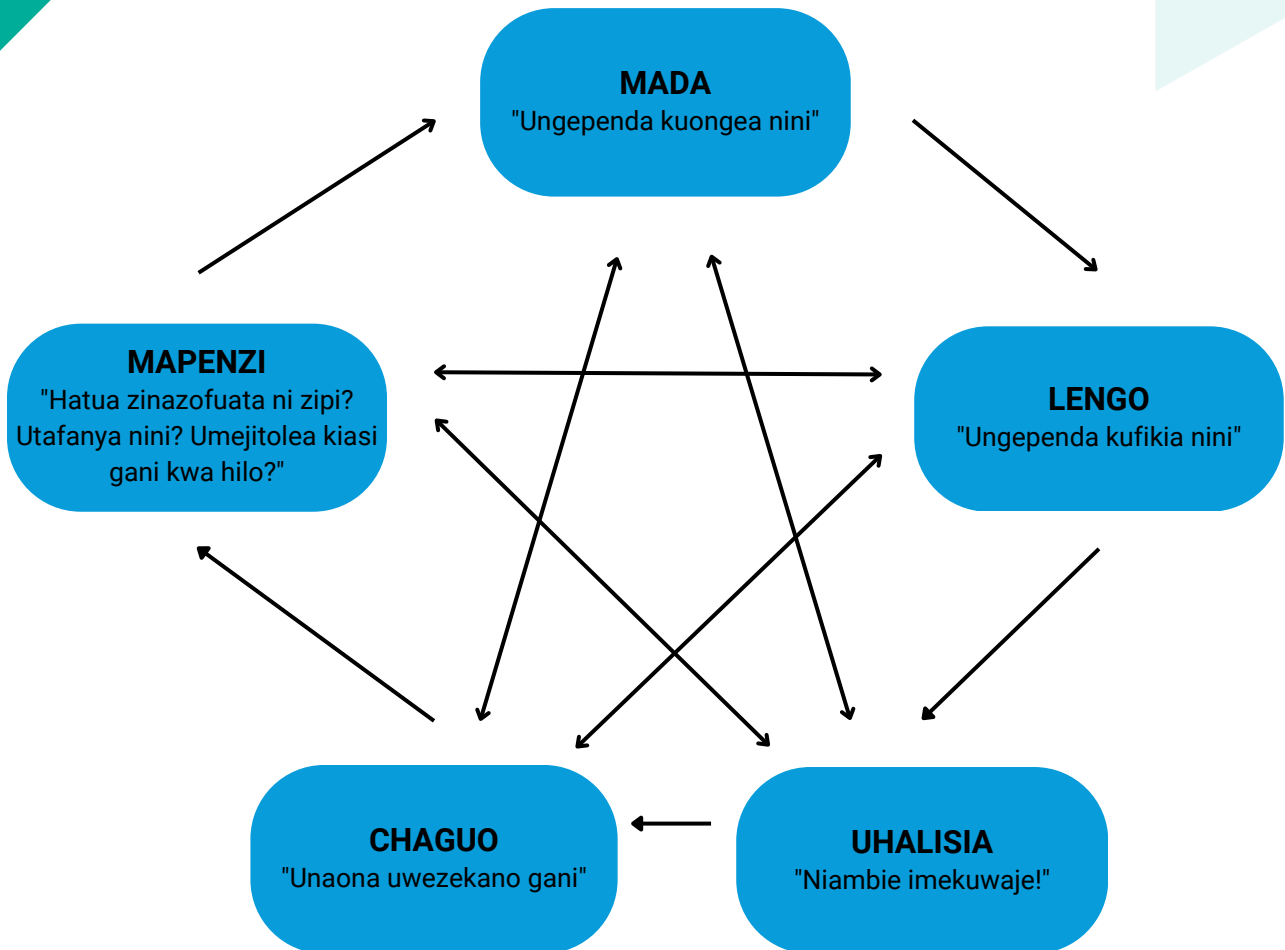 MADA
"Ungependa kuongea nini"
MAPENZI
"Hatua zinazofuata ni zipi?
Utafanya nini? Umejitolea kiasi
gani kwa hilo?"
LENGO
"Ungependa kufikia nini"
CHAGUO
"Unaona uwezekano gani"
UHALISIA
"Niambie imekuwaje!"